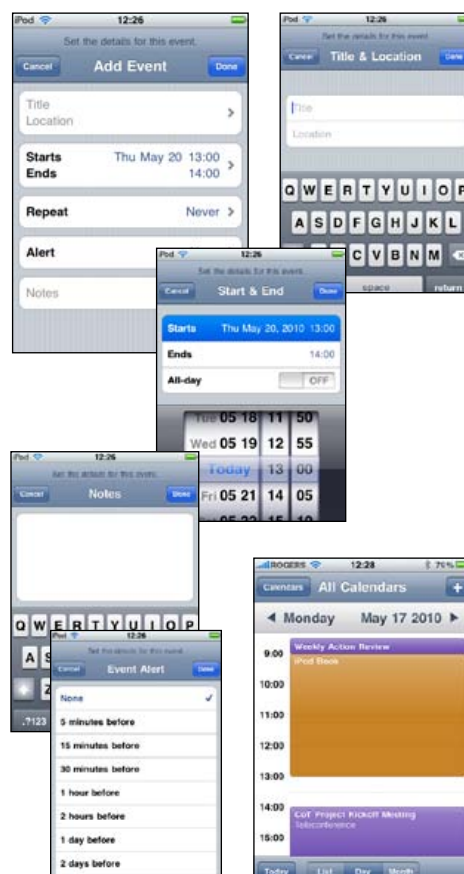 iPod 12:26
Set the details for this event.
Cancel Add Event Done
Title
Location
Starts Thu May 20 13:00
Ends 14:00
Repeat Never
Alert
Notes
iPod 12:26
Set the details for this event.
Cancel Title & Location Done
Title
Location
Q W E R T Y U I O P
A S D F G H J K L
C V B N M
space return
iPod 12:26
Set the details for this event.
Cancel Start & End Done
Starts Thu May 20, 2010 13:00
Ends 14:00
All-day OFF
Tue 05 18 11 50
Wed 05 19 12 55
Today 13 00
Fri 05 21 14 05
iPod 12:26
Set the details for this event.
Cancel Notes Done
Q W E R T Y U I O P
A S
Z
.?123
iPod 12:26
Set the details for this event.
Cancel Event Alert Done
None
5 minutes before
15 minutes before
30 minutes before
1 hour before
2 hours before
1 day before
2 days before
ROGERS 12:28
Calendars All Calendars +
Monday May 17 2010
9:00 Weekly Action Review
iPod Book
10:00
11:00
12:00
13:00
14:00 CoT Project Kickoff Meeting
Teleconference
15:00
Today List Day Month